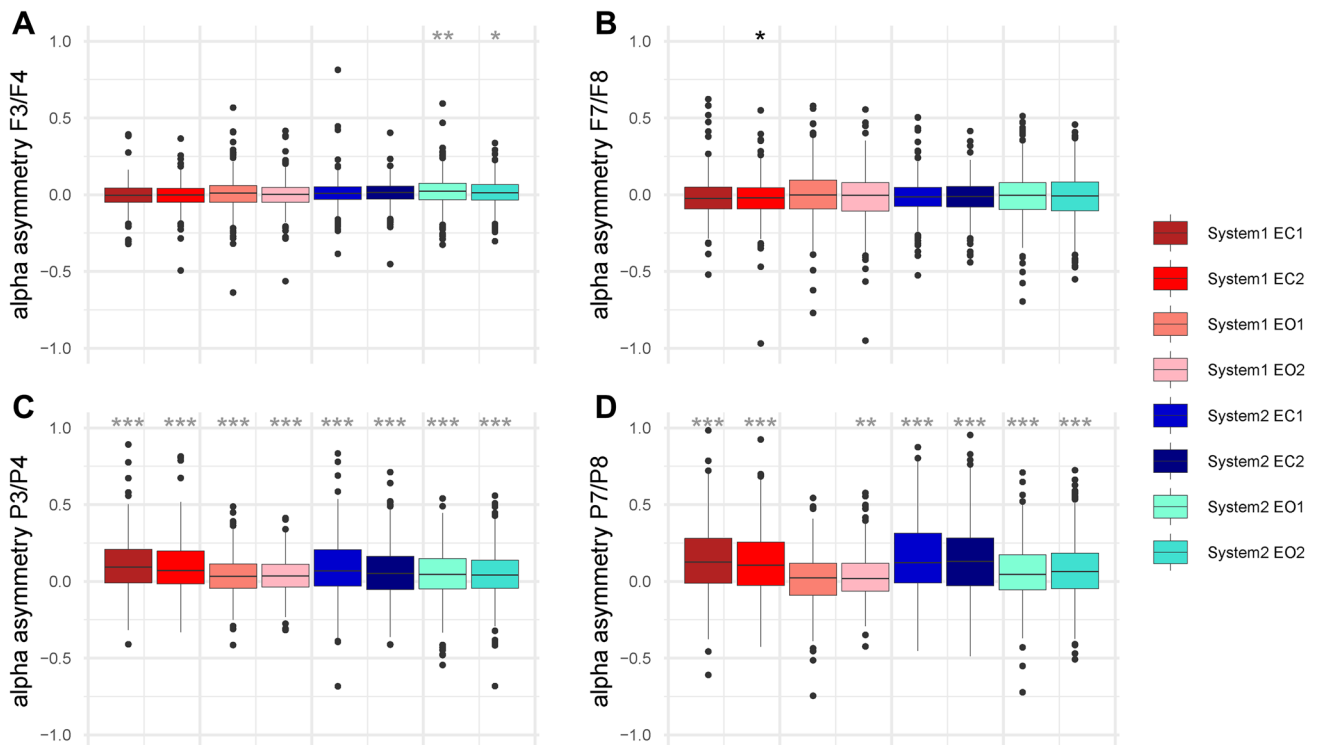 A
alpha asymmetry F3/F4
1.0
0.5
0.0
−0.5
−1.0
** *
B
alpha asymmetry F7/F8
1.0
0.5
0.0
−0.5
−1.0
*
C
alpha asymmetry P3/P4
1.0
0.5
0.0
−0.5
−1.0
*** *** *** *** *** *** *** ***
D
alpha asymmetry P7/P8
1.0
0.5
0.0
−0.5
−1.0
*** *** ** *** *** *** ***
System1 EC1
System1 EC2
System1 EO1
System1 EO2
System2 EC1
System2 EC2
System2 EO1
System2 EO2